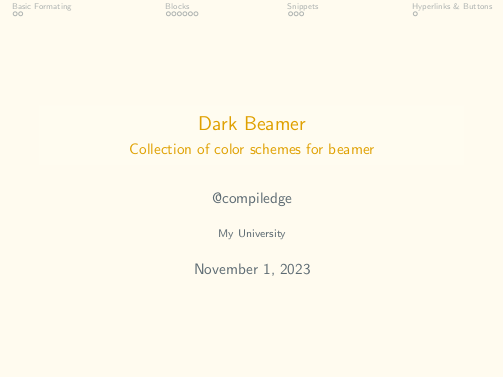 Basic Formating Blocks Snippets Hyperlinks & Buttons
Dark Beamer
Collection of color schemes for beamer
@compiledge
My University
November 1, 2023